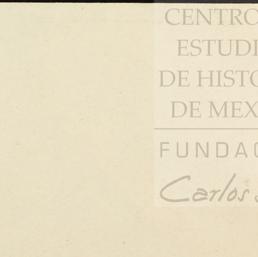 CENTRO
ESTUDI
DE HISTO
DE MEX
FUNDAC
Carlos